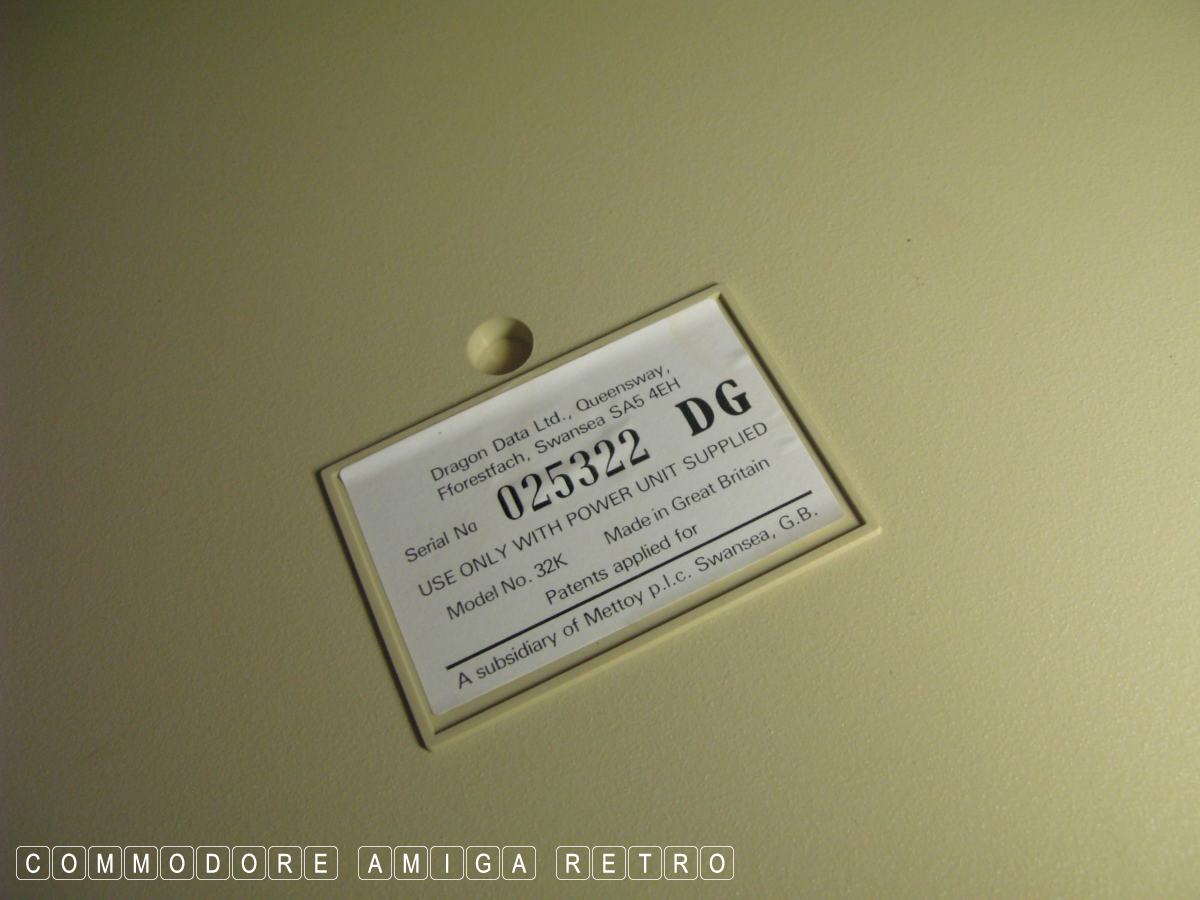 Dragon Data Ltd., Queensway,
Fforestfach, Swansea SA5 4EH
Serial No 025322 DG
USE ONLY WITH POWER UNIT SUPPLIED
Model No. 32K Made in Great Britain
Patents applied for
A subsidiary of Mettoy p.l.c. Swansea, G.B.
COMMODORE AMIGA RETRO